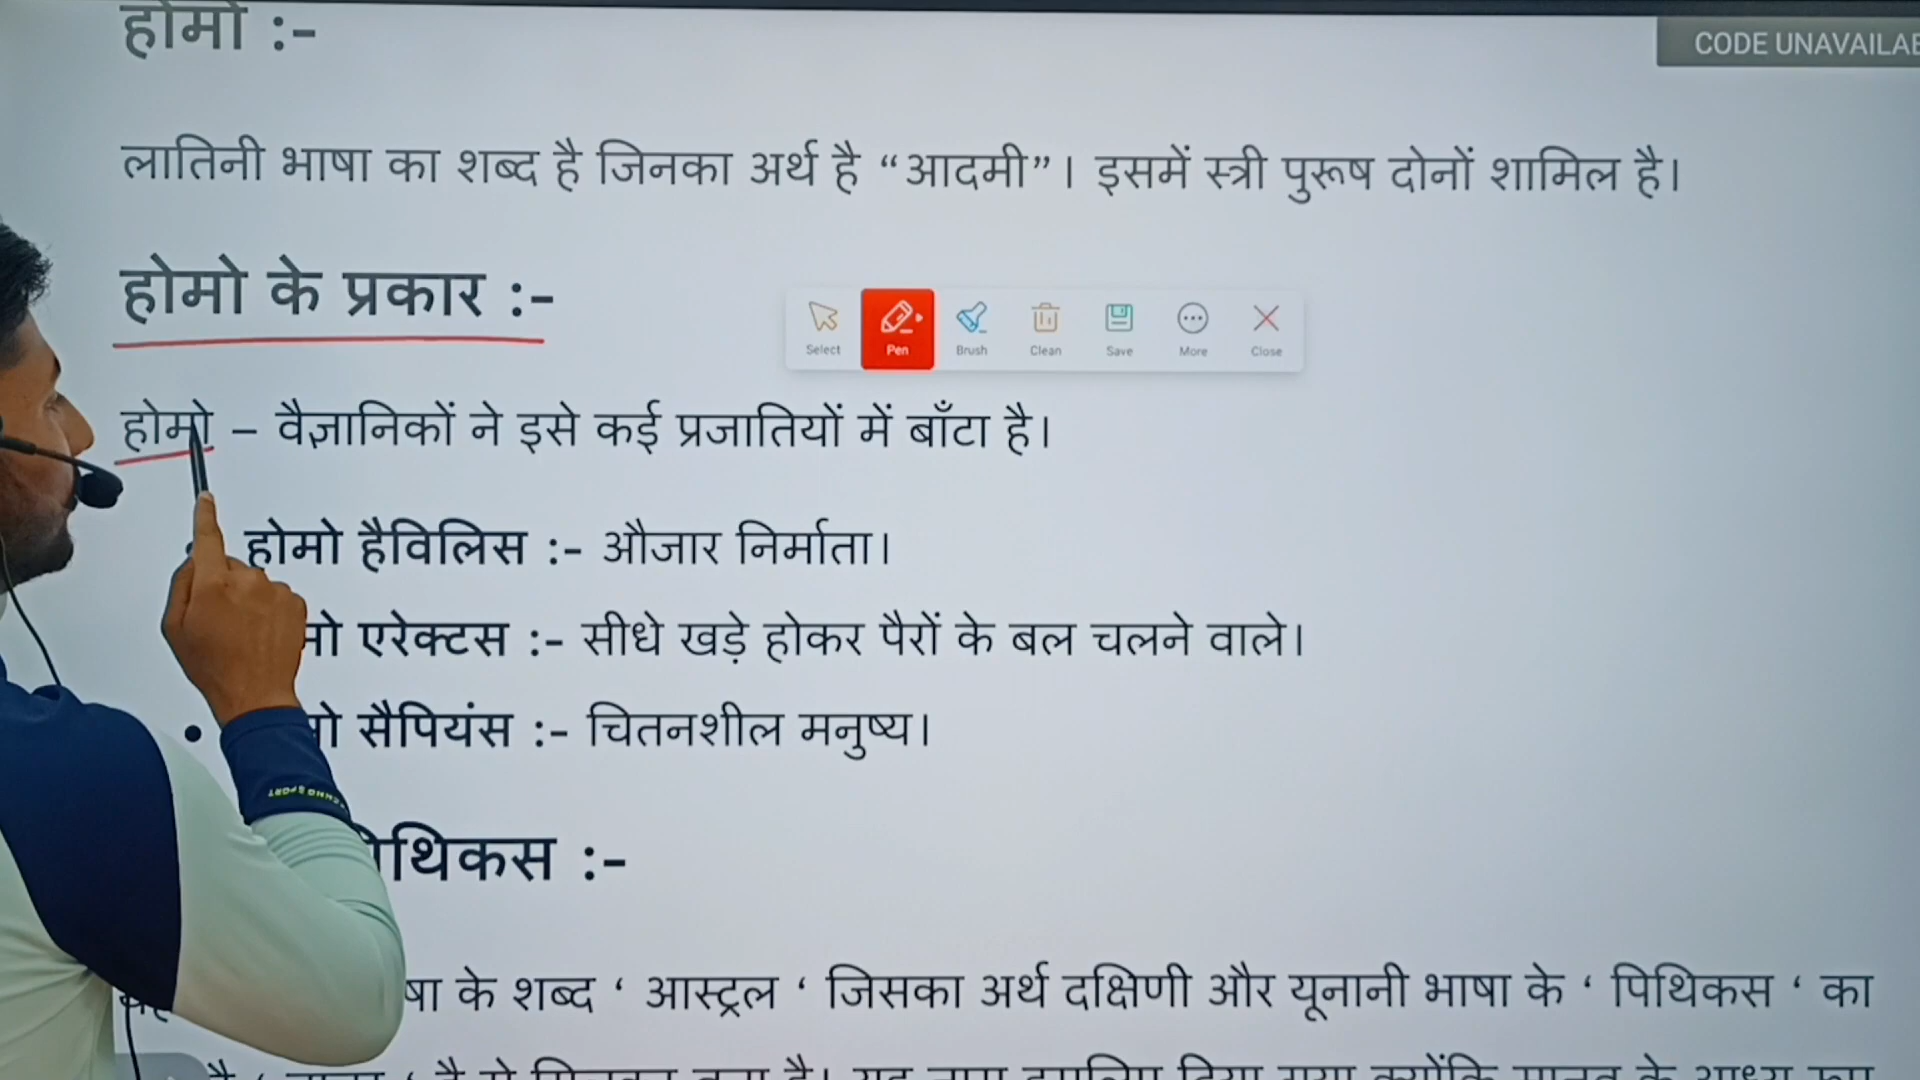 होमो :-
CODE UNAVAILAB
लातिनी भाषा का शब्द है जिनका अर्थ है “आदमी”। इसमें स्त्री पुरूष दोनों शामिल है।
होमो के प्रकार :-
Select Pen Brush Clean Save More Close
होमो – वैज्ञानिकों ने इसे कई प्रजातियों में बाँटा है।
• होमो हैविलिस :- औजार निर्माता।
मो एरेक्टस :- सीधे खड़े होकर पैरों के बल चलने वाले।
• मो सैपियंस :- चितनशील मनुष्य।
पिथिकस :-
षा के शब्द ‘ आस्ट्रल ‘ जिसका अर्थ दक्षिणी और यूनानी भाषा के ‘ पिथिकस ‘ का